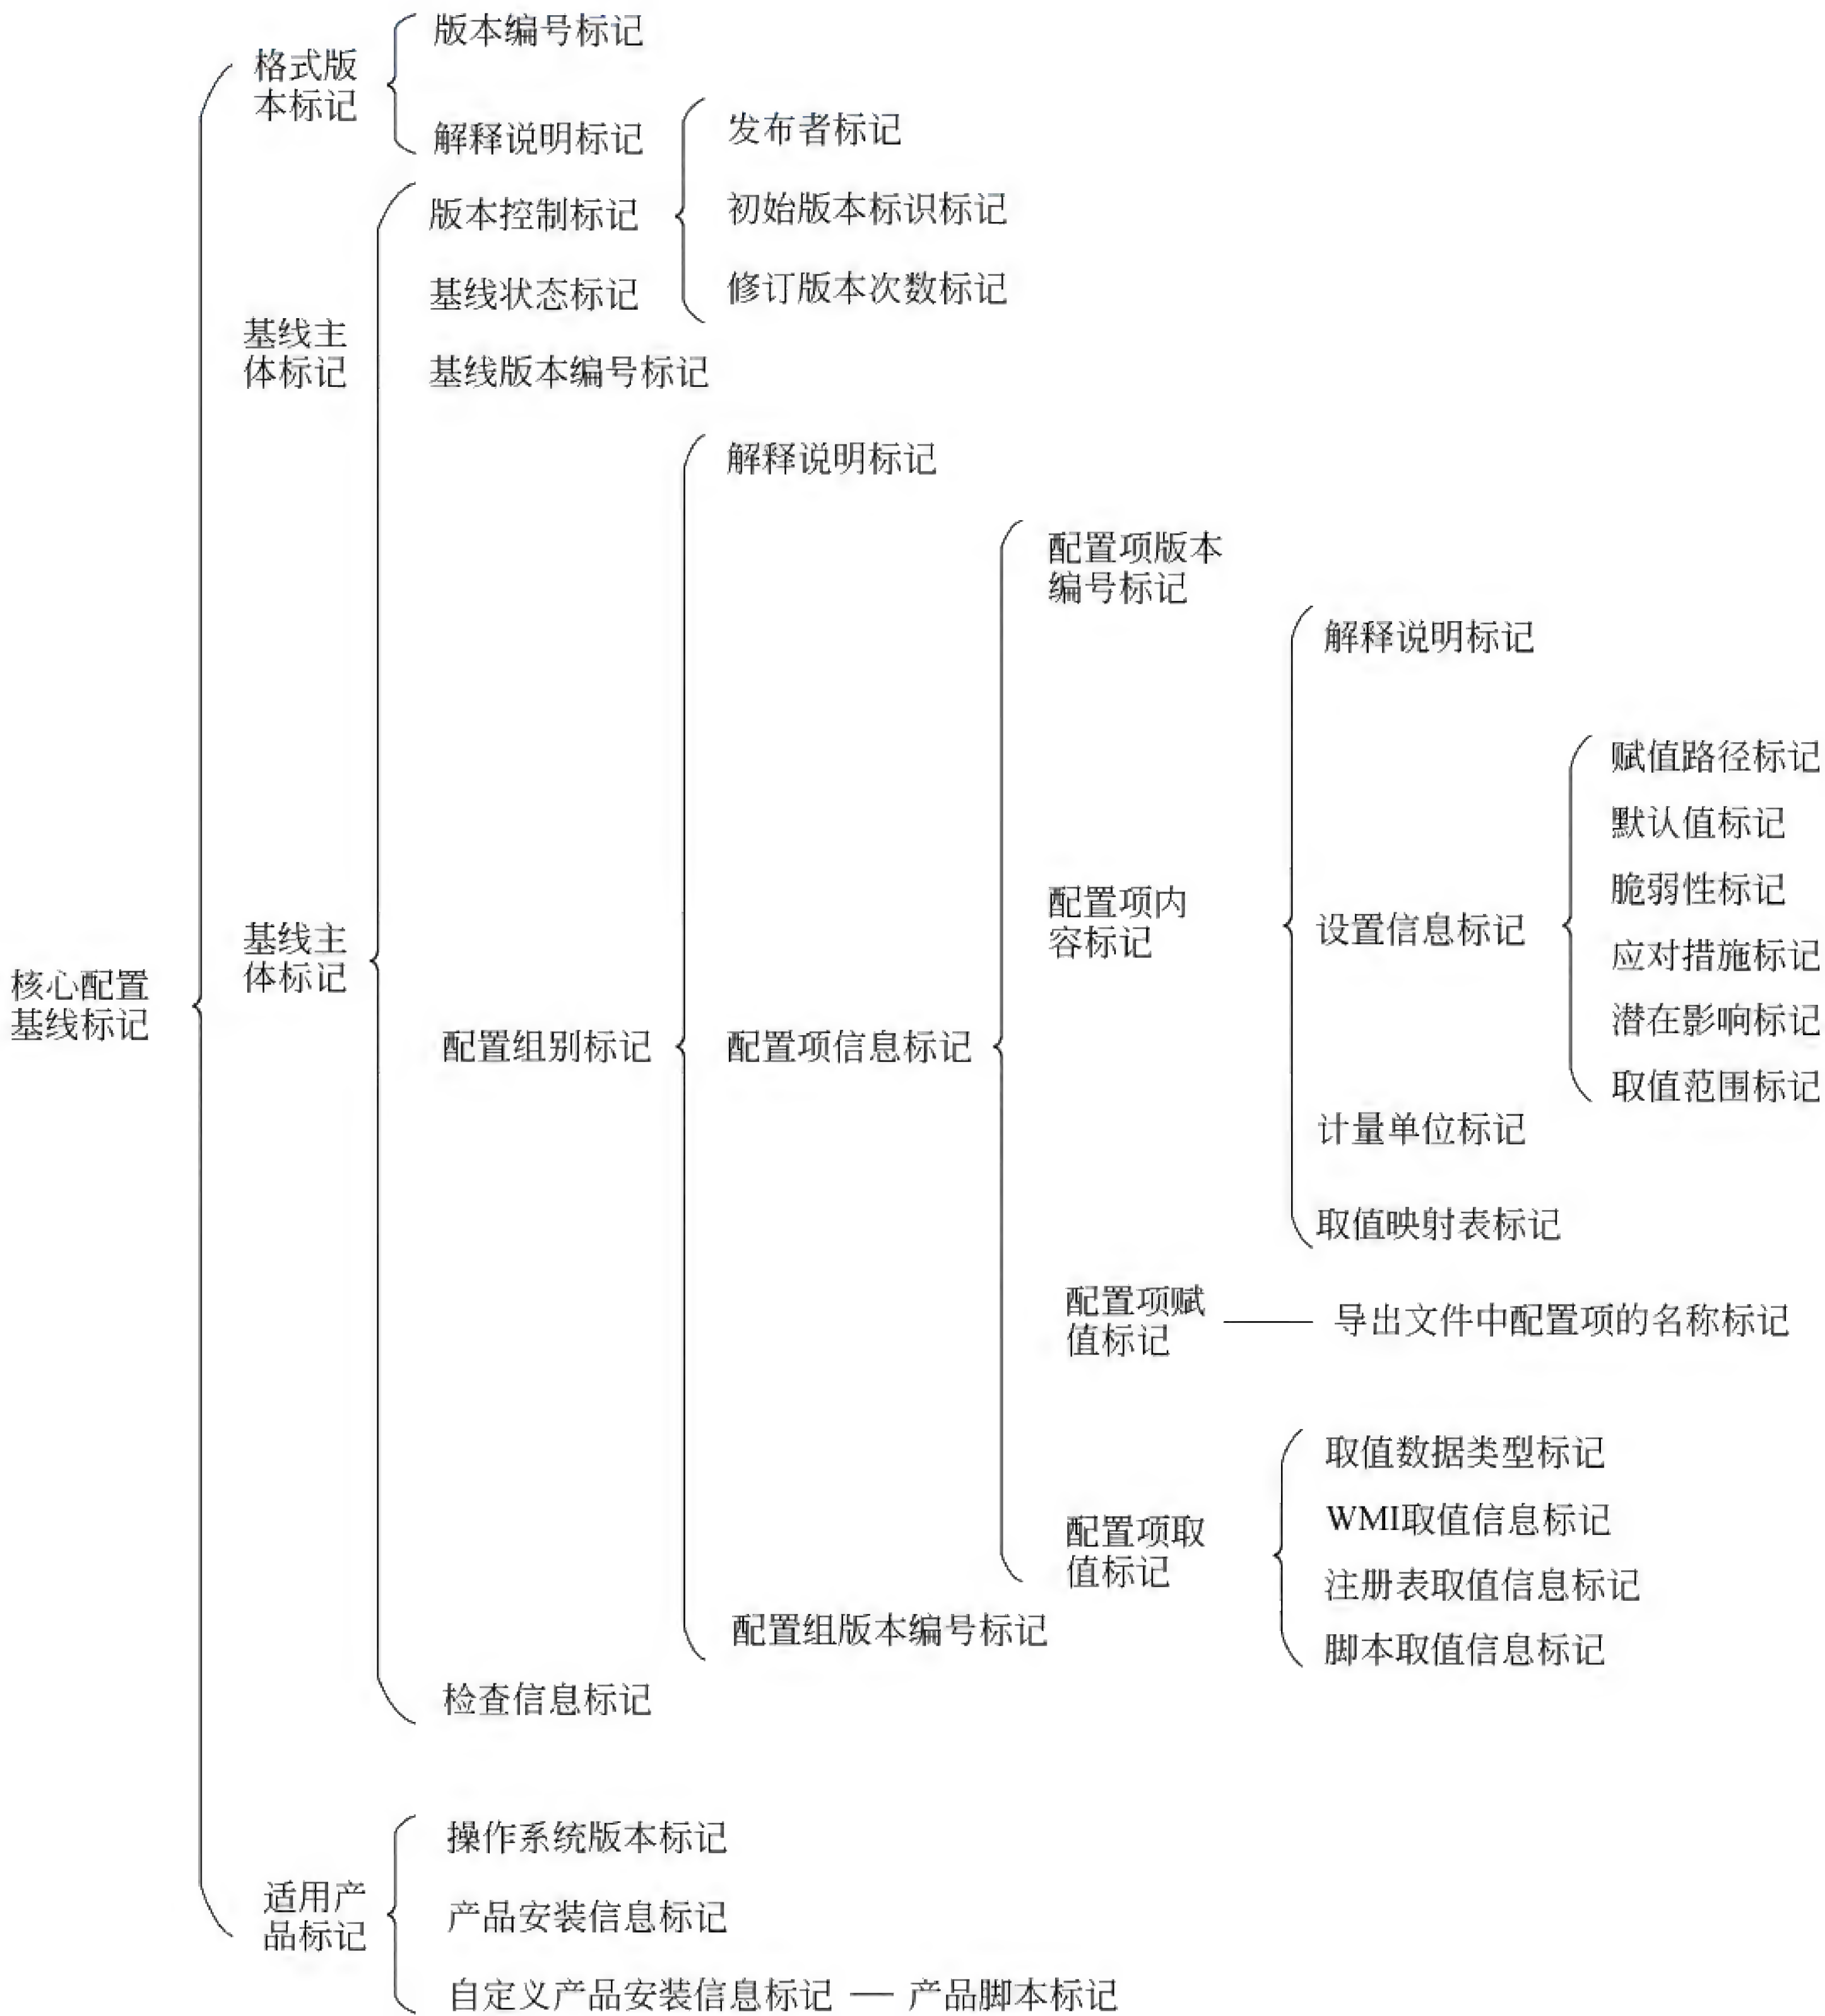 版本编号标记
格式版
本标记
解释说明标记
发布者标记
版本控制标记
初始版本标识标记
基线状态标记
修订版本次数标记
基线主
体标记
基线版本编号标记
解释说明标记
配置项版本
编号标记
解释说明标记
赋值路径标记
默认值标记
脆弱性标记
配置项内
容标记
设置信息标记
应对措施标记
潜在影响标记
取值范围标记
基线主
体标记
核心配置
基线标记
配置组别标记
配置项信息标记
计量单位标记
取值映射表标记
配置项赋
值标记
导出文件中配置项的名称标记
取值数据类型标记
WMI取值信息标记
配置项取
值标记
注册表取值信息标记
脚本取值信息标记
配置组版本编号标记
检查信息标记
操作系统版本标记
适用产
品标记
产品安装信息标记
自定义产品安装信息标记 — 产品脚本标记